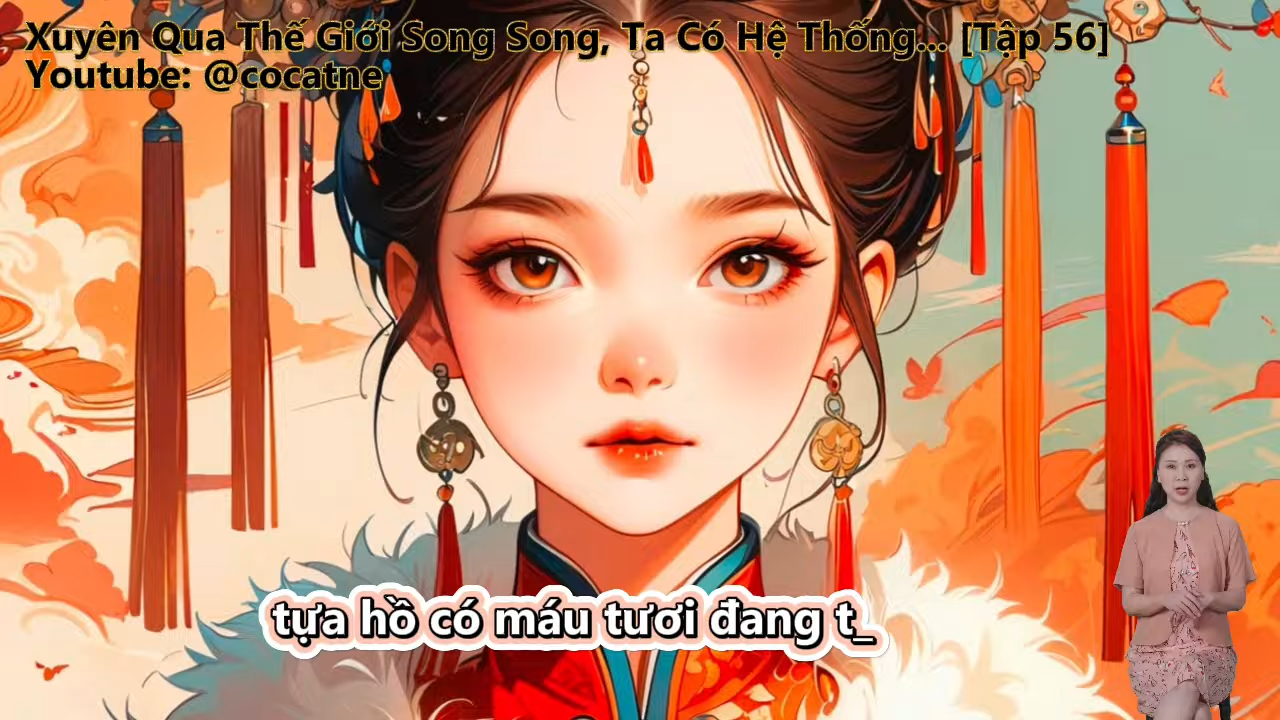 Xuyên Qua Thế Giới Song Song, Ta Có Hệ Thống... [Tập 56]
Youtube: @cocatne
tựa hồ có máu tươi đang t_